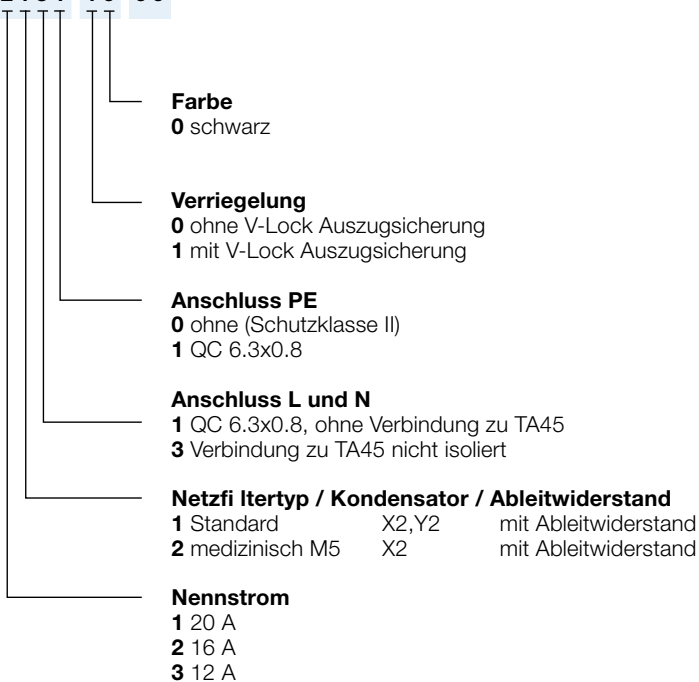 Farbe
0 schwarz
Verriegelung
0 ohne V-Lock Auszugsicherung
1 mit V-Lock Auszugsicherung
Anschluss PE
0 ohne (Schutzklasse II)
1 QC 6.3x0.8
Anschluss L und N
1 QC 6.3x0.8, ohne Verbindung zu TA45
3 Verbindung zu TA45 nicht isoliert
Netzfi ltertyp / Kondensator / Ableitwiderstand
1 Standard X2,Y2 mit Ableitwiderstand
2 medizinisch M5 X2 mit Ableitwiderstand
Nennstrom
1 20 A
2 16 A
3 12 A